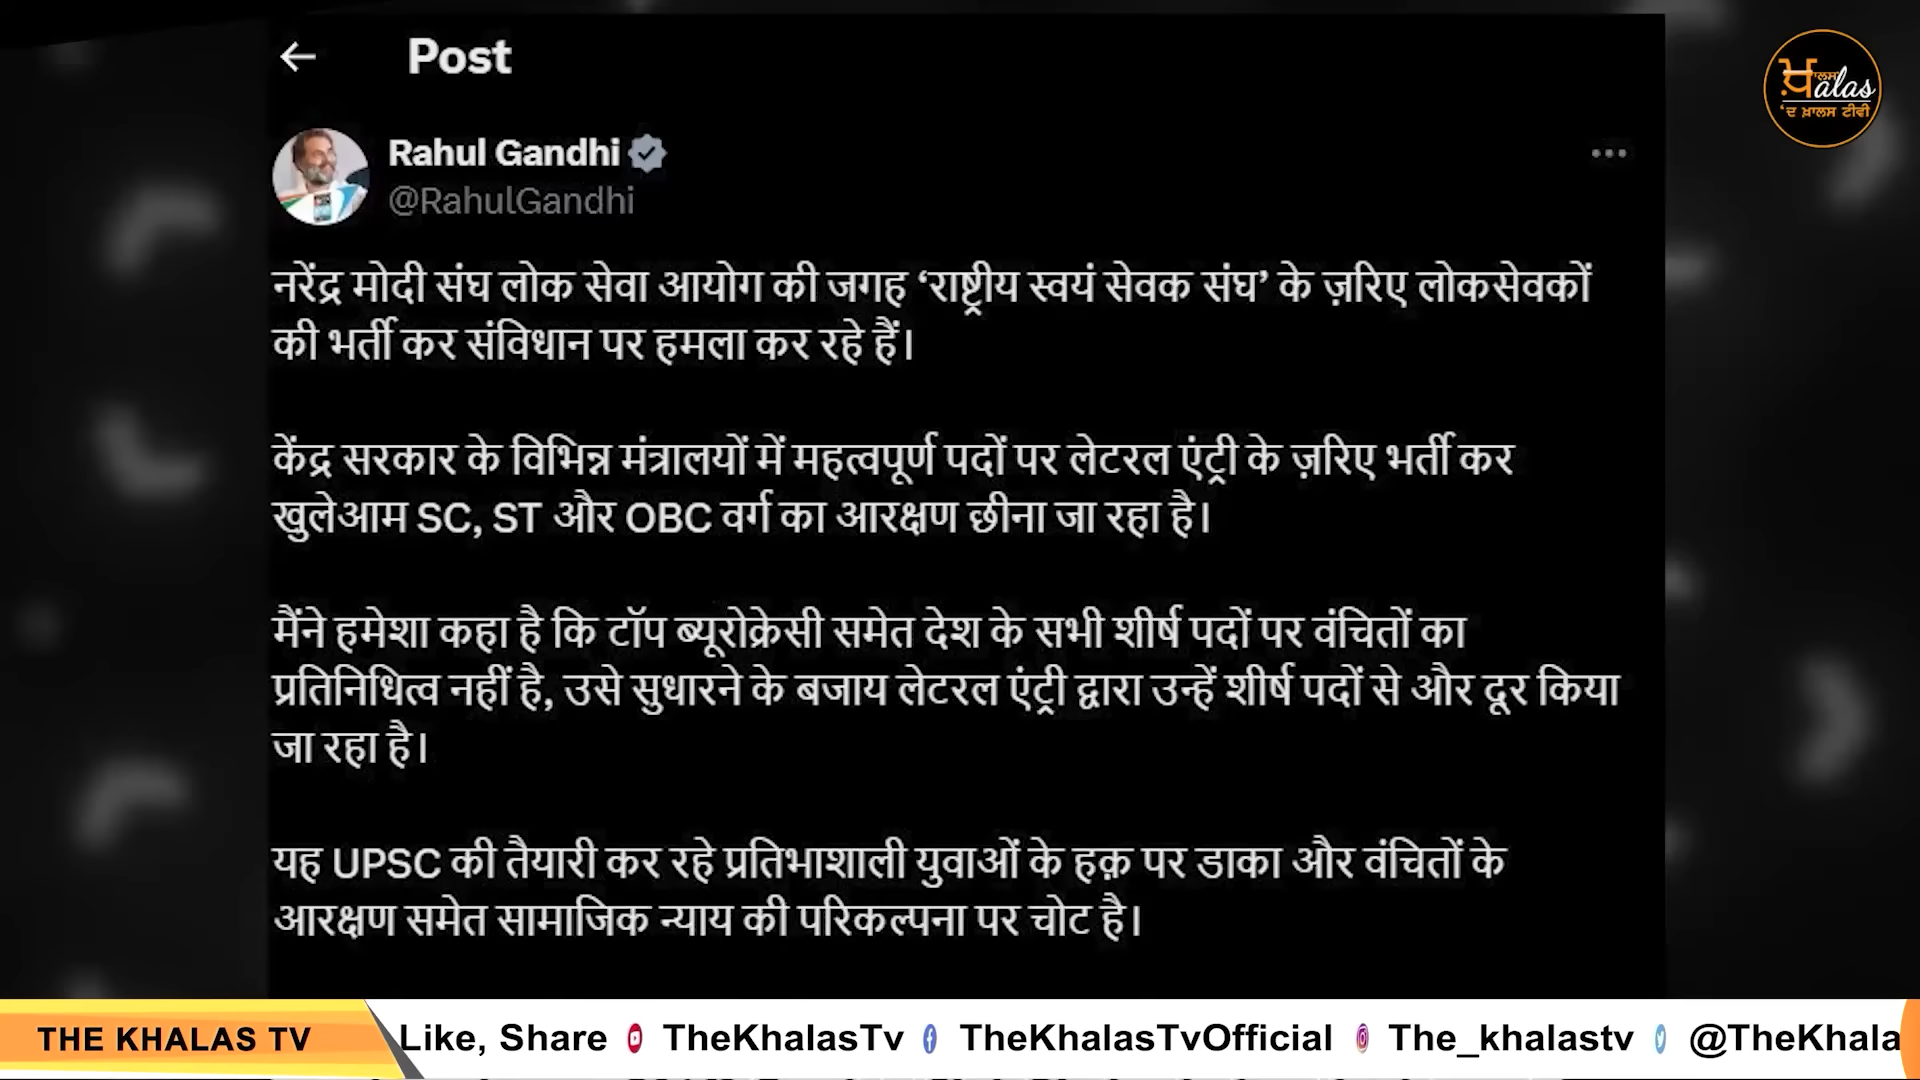 Post
Rahul Gandhi
@RahulGandhi
नरेंद्र मोदी संघ लोक सेवा आयोग की जगह ‘राष्ट्रीय स्वयं सेवक संघ’ के ज़रिए लोकसेवकों
की भर्ती कर संविधान पर हमला कर रहे हैं।
केंद्र सरकार के विभिन्न मंत्रालयों में महत्वपूर्ण पदों पर लेटरल एंट्री के ज़रिए भर्ती कर
खुलेआम SC, ST और OBC वर्ग का आरक्षण छीना जा रहा है।
मैंने हमेशा कहा है कि टॉप ब्यूरोक्रेसी समेत देश के सभी शीर्ष पदों पर वंचितों का
प्रतिनिधित्व नहीं है, उसे सुधारने के बजाय लेटरल एंट्री द्वारा उन्हें शीर्ष पदों से और दूर किया
जा रहा है।
यह UPSC की तैयारी कर रहे प्रतिभाशाली युवाओं के हक़ पर डाका और वंचितों के
आरक्षण समेत सामाजिक न्याय की परिकल्पना पर चोट है।
ਖ਼ਾਲਸ alas
'ਦ ਖ਼ਾਲਸ ਟੀਵੀ
THE KHALAS TV
Like, Share TheKhalasTv TheKhalasTvOfficial The_khalastv @TheKhala